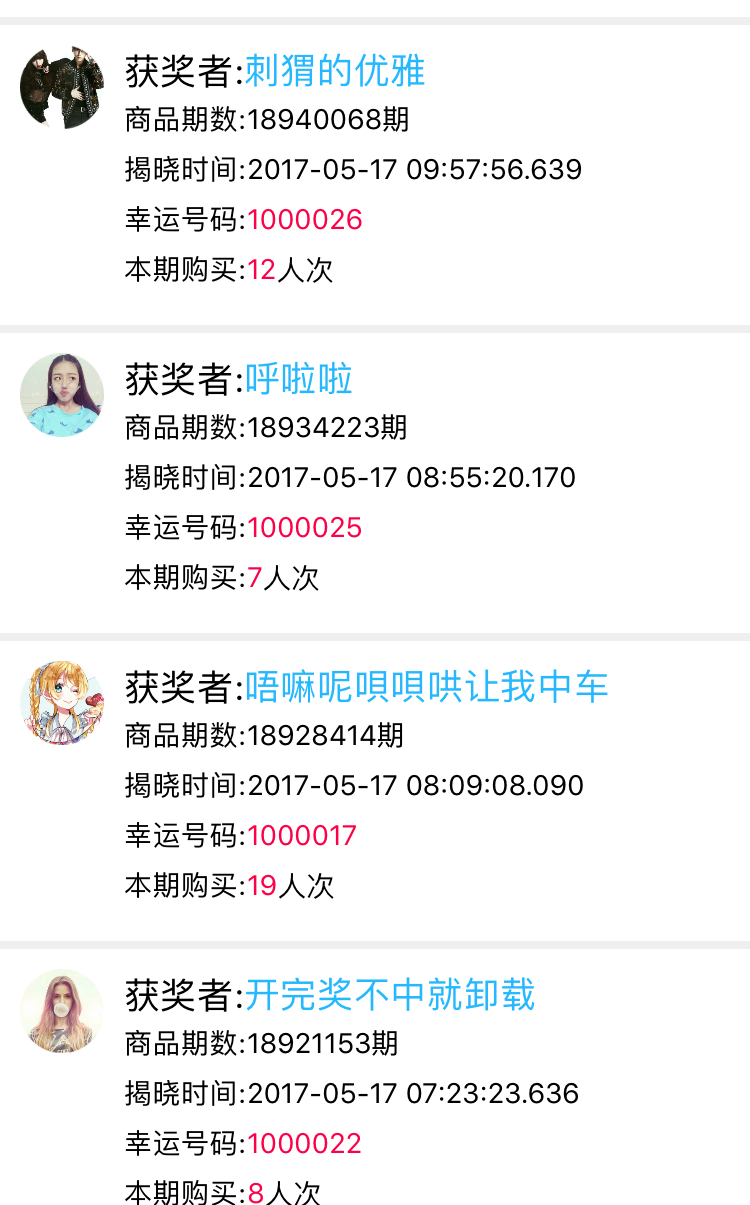 获奖者:刺猬的优雅
商品期数:18940068期
揭晓时间:2017-05-17 09:57:56.639
幸运号码:1000026
本期购买:12人次
获奖者:呼啦啦
商品期数:18934223期
揭晓时间:2017-05-17 08:55:20.170
幸运号码:1000025
本期购买:7人次
获奖者:唔嘛呢呗呗哄让我中车
商品期数:18928414期
揭晓时间:2017-05-17 08:09:08.090
幸运号码:1000017
本期购买:19人次
获奖者:开完奖不中就卸载
商品期数:18921153期
揭晓时间:2017-05-17 07:23:23.636
幸运号码:1000022
本期购买:8人次